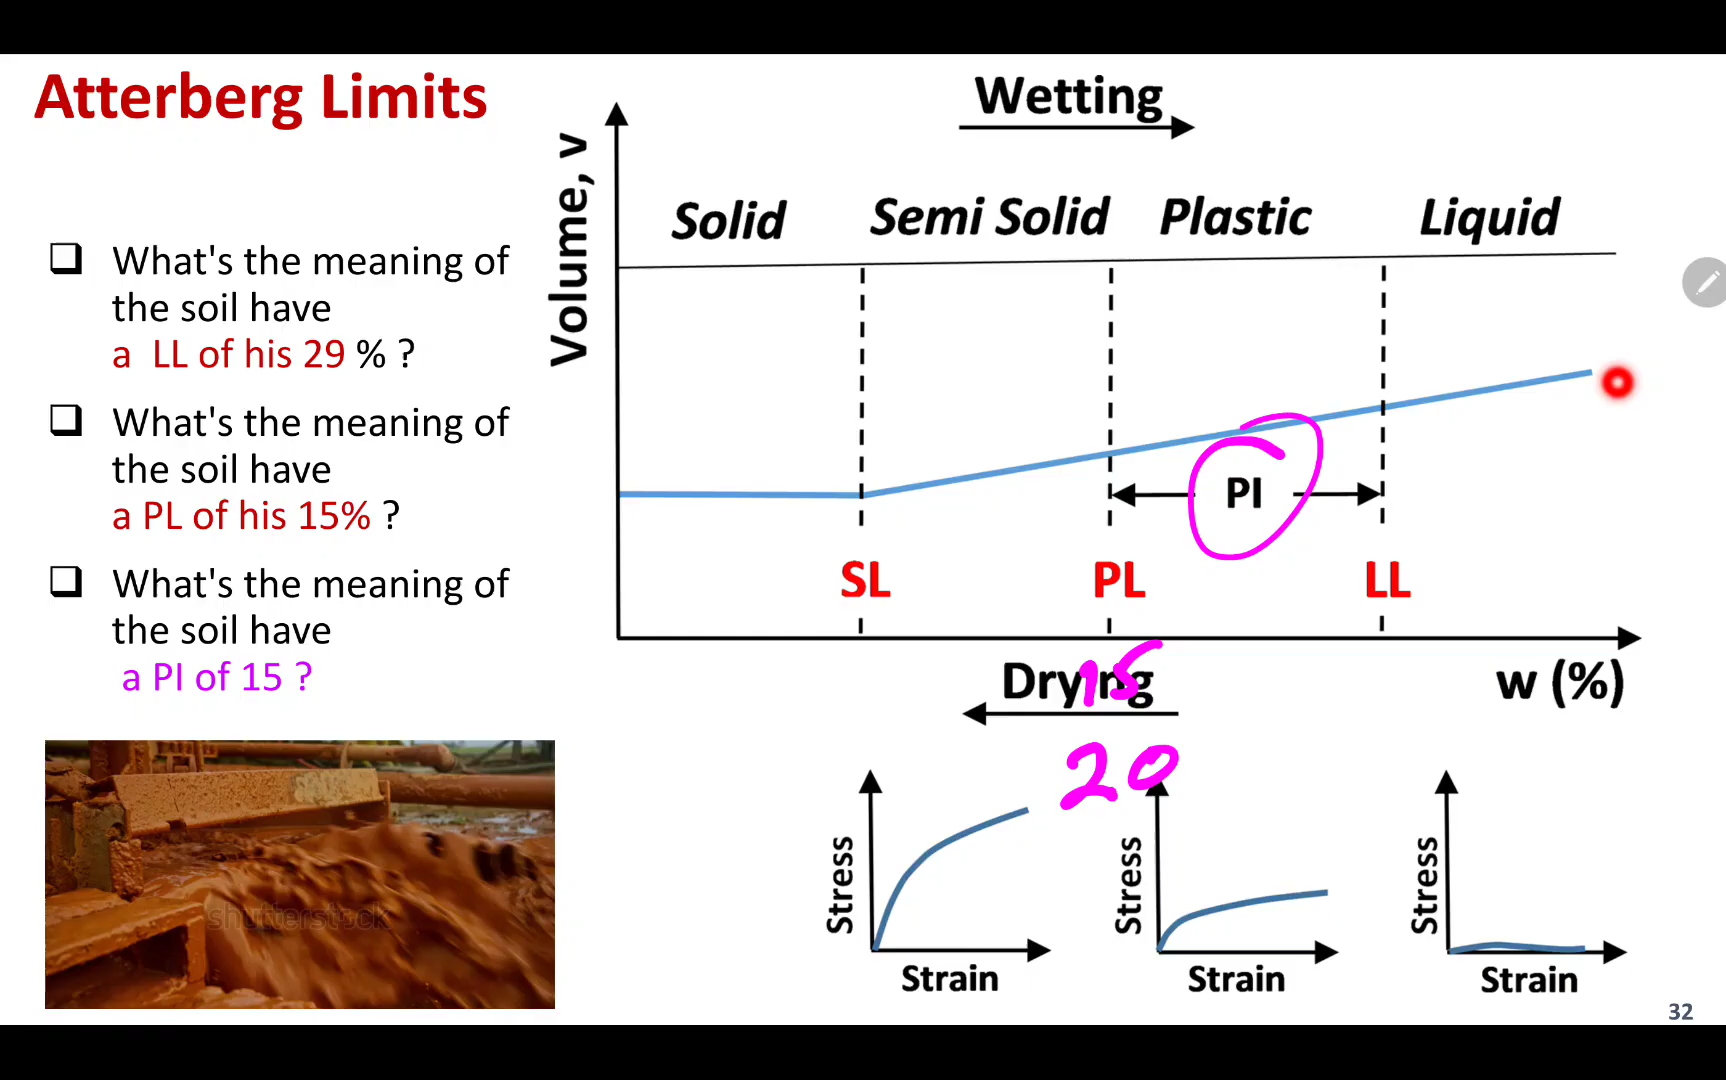 Atterberg Limits
What's the meaning of
the soil have
a LL of his 29 % ?
What's the meaning of
the soil have
a PL of his 15% ?
What's the meaning of
the soil have
a PI of 15 ?
shutterstock
Wetting
Volume, v
Solid Semi Solid Plastic Liquid
PI
SL PL LL
Drying w (%)
15
20
Stress
Strain
Stress
Strain
Stress
Strain
32